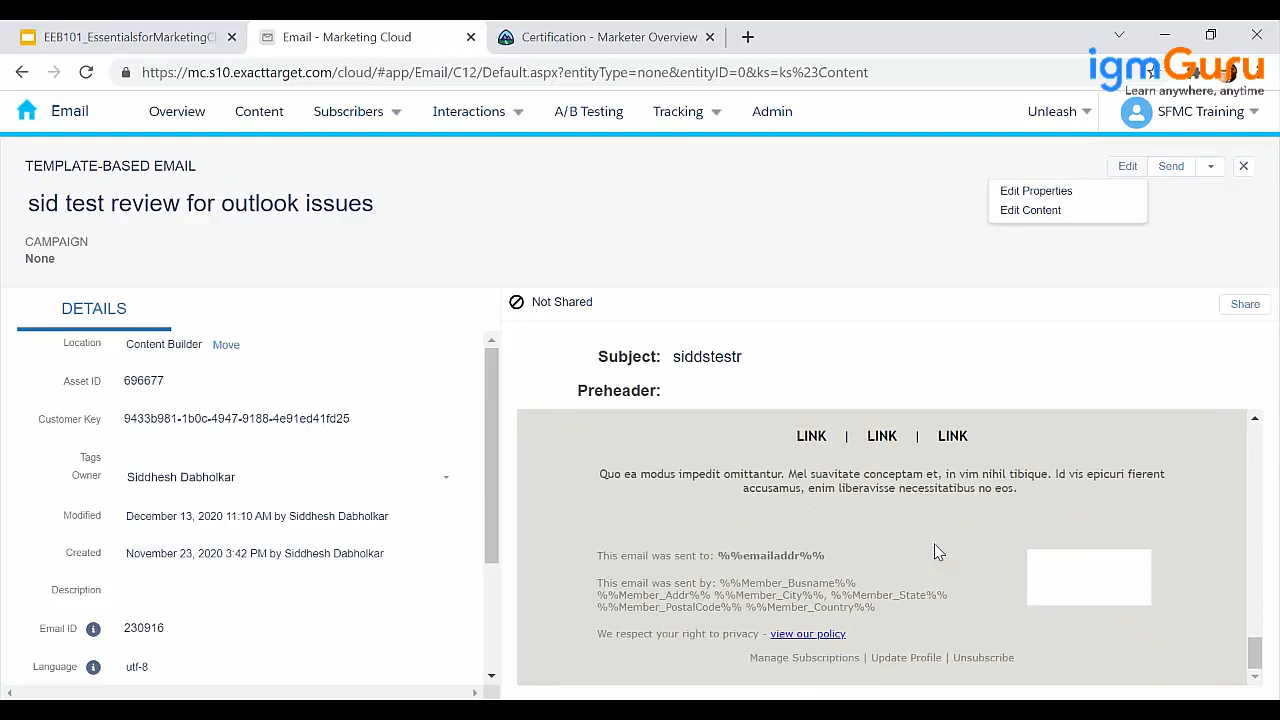 EEB101_EssentialsforMarketingCl
Email - Marketing Cloud
Certification - Marketer Overview
https://mc.s10.exacttarget.com/cloud/#app/Email/C12/Default.aspx?entityType=none&entityID=0&ks=ks%23Content
igmGuru
Learn anywhere, anytime
Email
Overview
Content
Subscribers
Interactions
A/B Testing
Tracking
Admin
Unleash
SFMC Training
TEMPLATE-BASED EMAIL
Edit
Send
sid test review for outlook issues
Edit Properties
Edit Content
CAMPAIGN
None
DETAILS
Not Shared
Share
Location Content Builder Move
Asset ID 696677
Customer Key 9433b981-1b0c-4947-9188-4e91ed41fd25
Tags
Owner Siddhesh Dabholkar
Modified December 13, 2020 11:10 AM by Siddhesh Dabholkar
Created November 23, 2020 3:42 PM by Siddhesh Dabholkar
Description
Email ID 230916
Language utf-8
Subject: siddstestr
Preheader:
LINK | LINK | LINK
Quo ea modus impedit omittantur. Mel suavitate conceptam et, in vim nihil tibique. Id vis epicuri fierent
accusamus, enim liberavisse necessitatibus no eos.
This email was sent to: %%emailaddr%%
This email was sent by: %%Member_Busname%%
%%Member_Addr%% %%Member_City%%, %%Member_State%%
%%Member_PostalCode%% %%Member_Country%%
We respect your right to privacy - view our policy
Manage Subscriptions | Update Profile | Unsubscribe